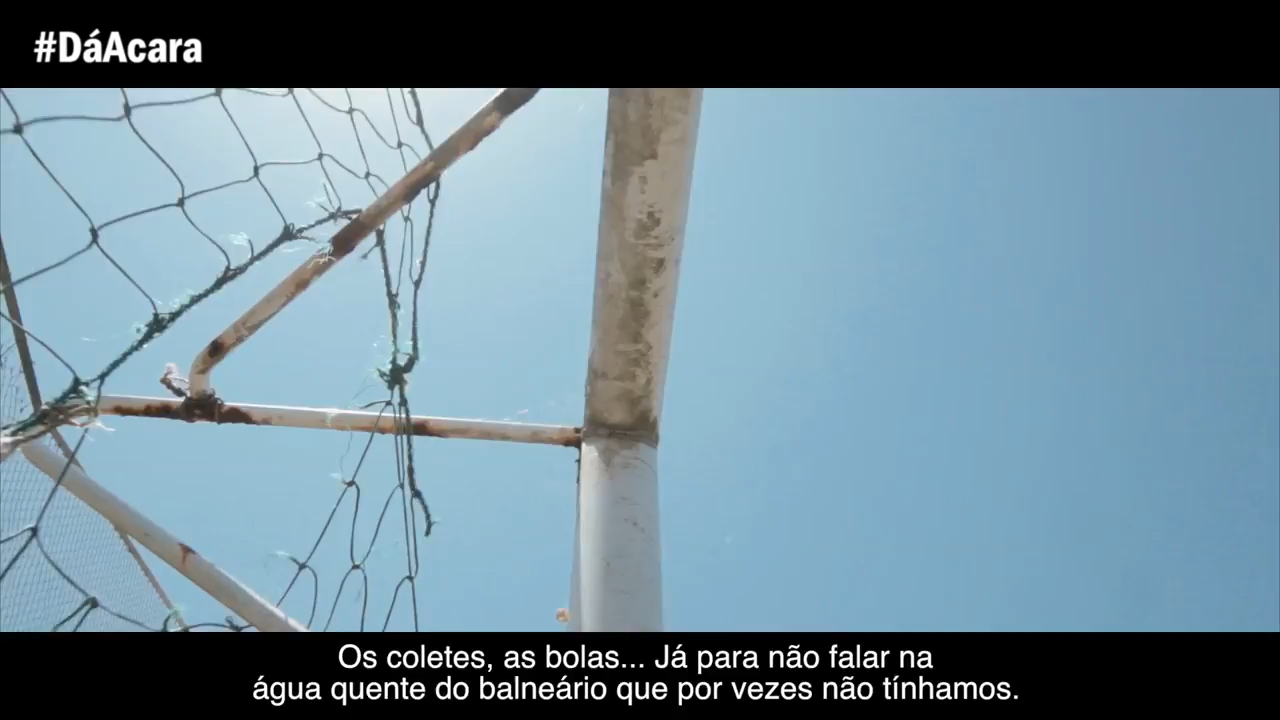 #DáAcara
Os coletes, as bolas... Já para não falar na
água quente do balneário que por vezes não tínhamos.